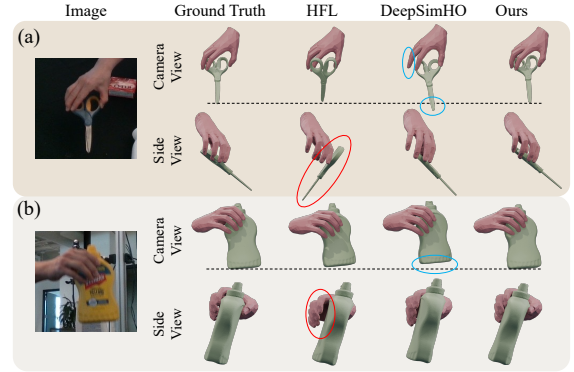 Image Ground Truth HFL DeepSimHO Ours
(a)
Camera View
Side View
(b)
Camera View
Side View